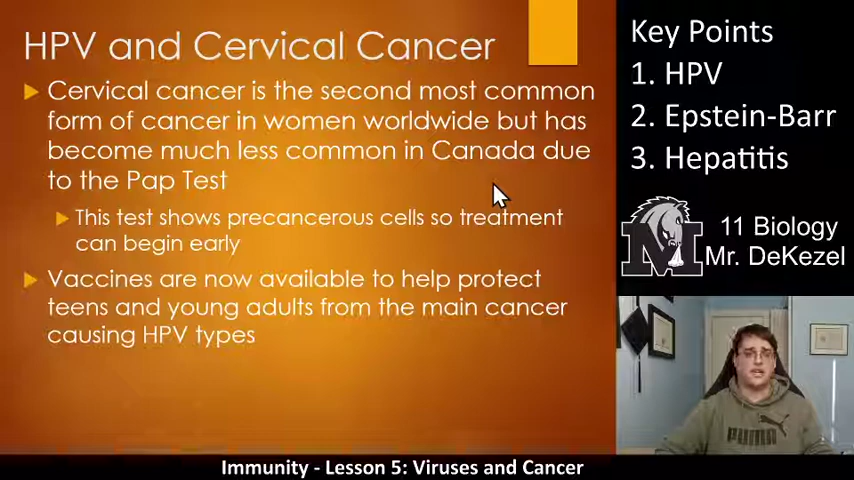 HPV and Cervical Cancer
Cervical cancer is the second most common
form of cancer in women worldwide but has
become much less common in Canada due
to the Pap Test
This test shows precancerous cells so treatment
can begin early
Vaccines are now available to help protect
teens and young adults from the main cancer
causing HPV types
Key Points
1. HPV
2. Epstein-Barr
3. Hepatitis
M
11 Biology
Mr. DeKezel
PUMA
Immunity - Lesson 5: Viruses and Cancer